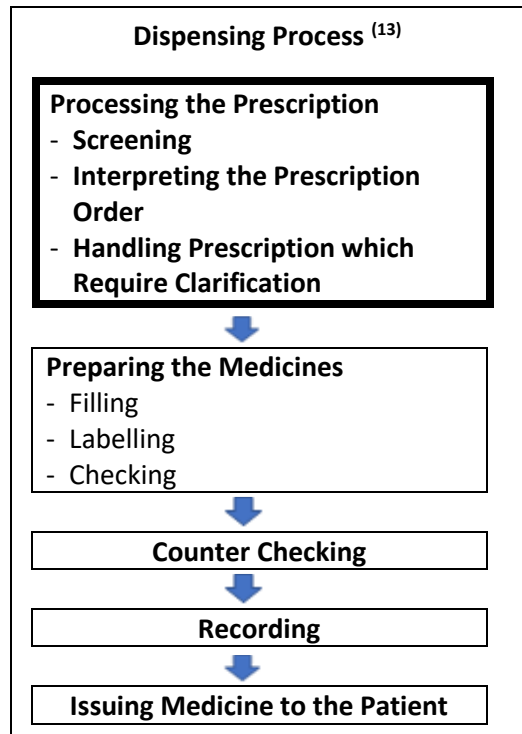 Dispensing Process (13)
Processing the Prescription
- Screening
- Interpreting the Prescription
Order
- Handling Prescription which
Require Clarification
Preparing the Medicines
- Filling
- Labelling
- Checking
Counter Checking
Recording
Issuing Medicine to the Patient